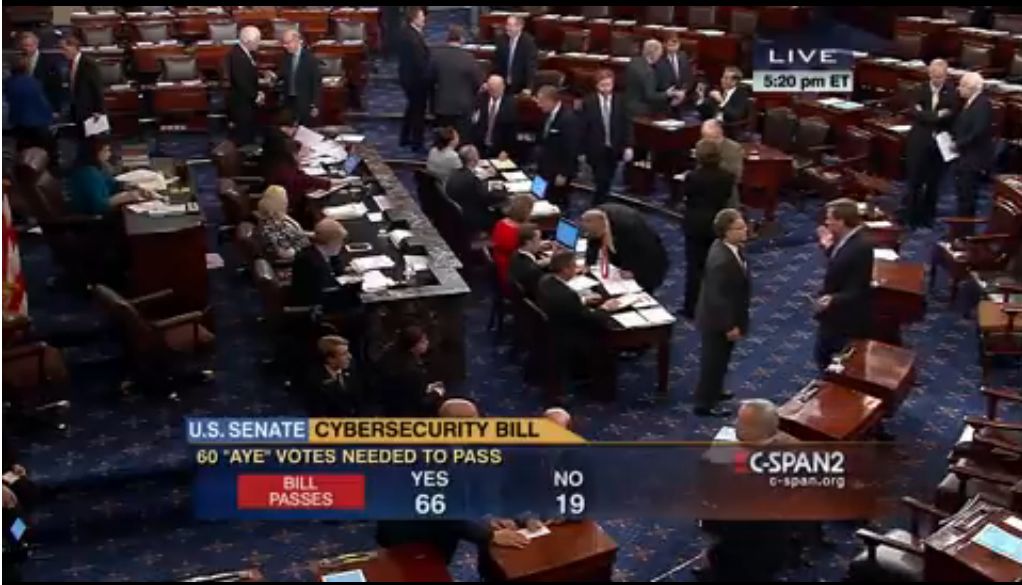 LIVE
5:20 pm ET
U.S. SENATE CYBERSECURITY BILL
60 "AYE" VOTES NEEDED TO PASS
BILL PASSES
YES 66
NO 19
C-SPAN2
c-span.org